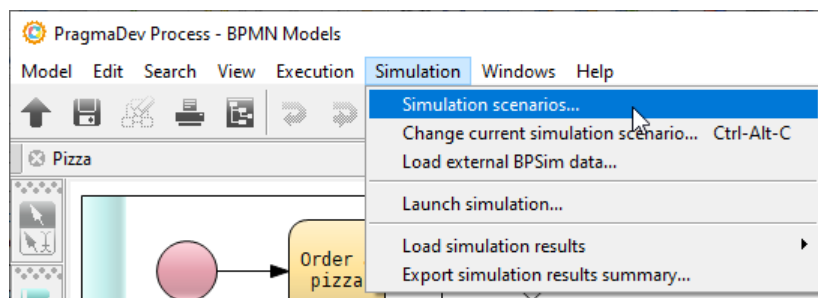 PragmaDev Process - BPMN Models
Model Edit Search View Execution Simulation Windows Help
Simulation scenarios...
Change current simulation scenario... Ctrl-Alt-C
Pizza
Load external BPSim data...
Launch simulation...
Order
pizza
Load simulation results
Export simulation results summary...